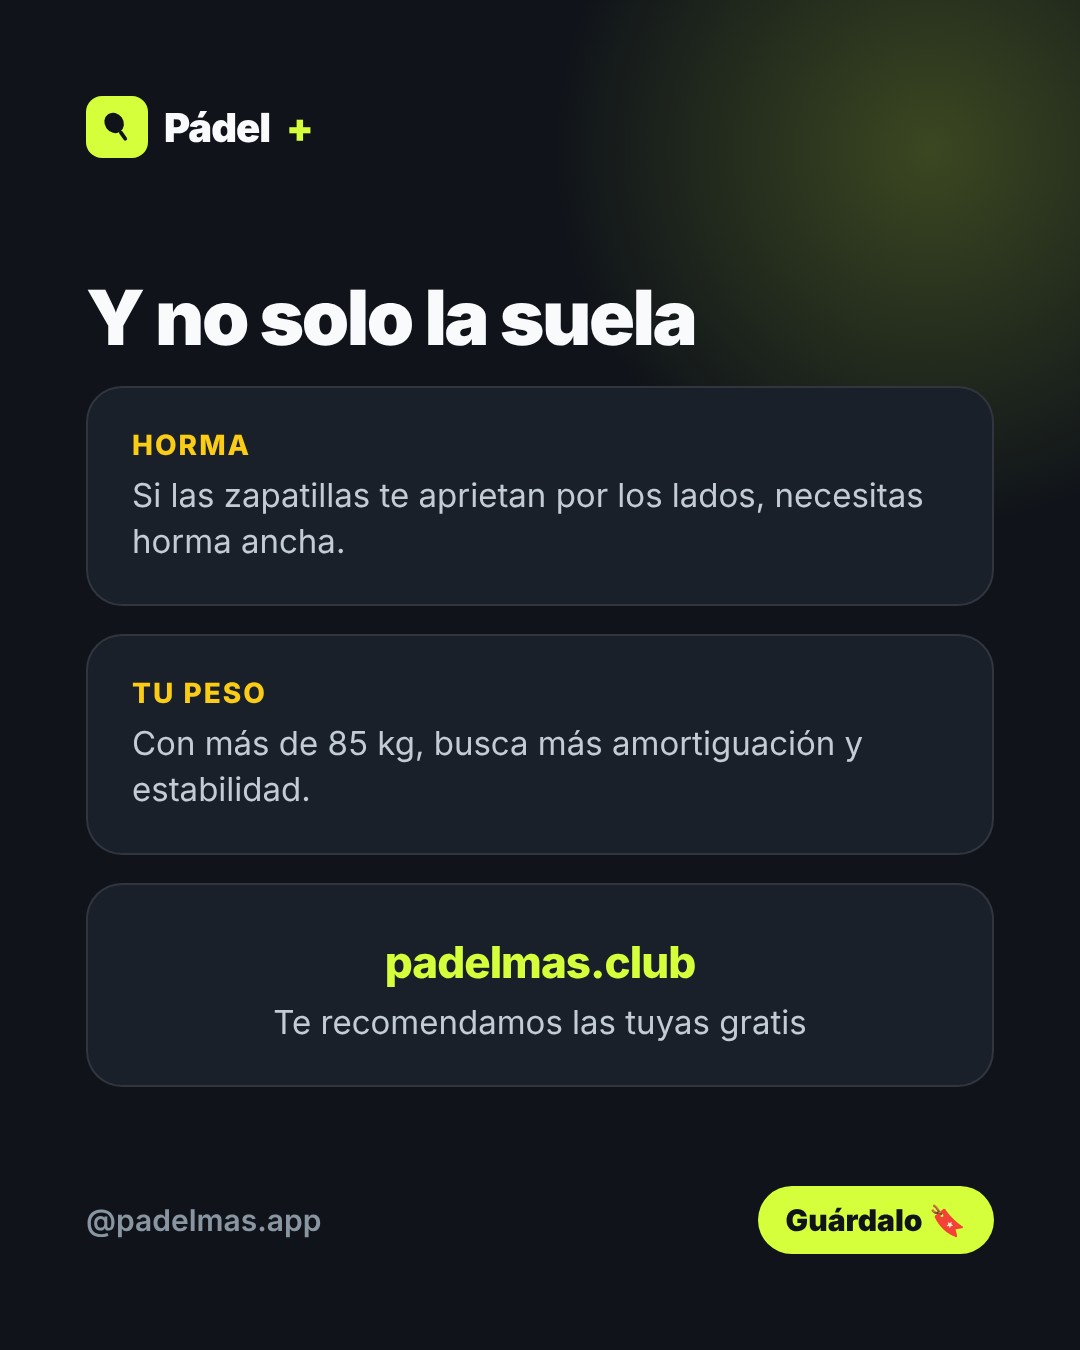 Pádel +
Y no solo la suela
HORMA
Si las zapatillas te aprietan por los lados, necesitas
horma ancha.
TU PESO
Con más de 85 kg, busca más amortiguación y
estabilidad.
padelmas.club
Te recomendamos las tuyas gratis
@padelmas.app
Guárdalo 🔖